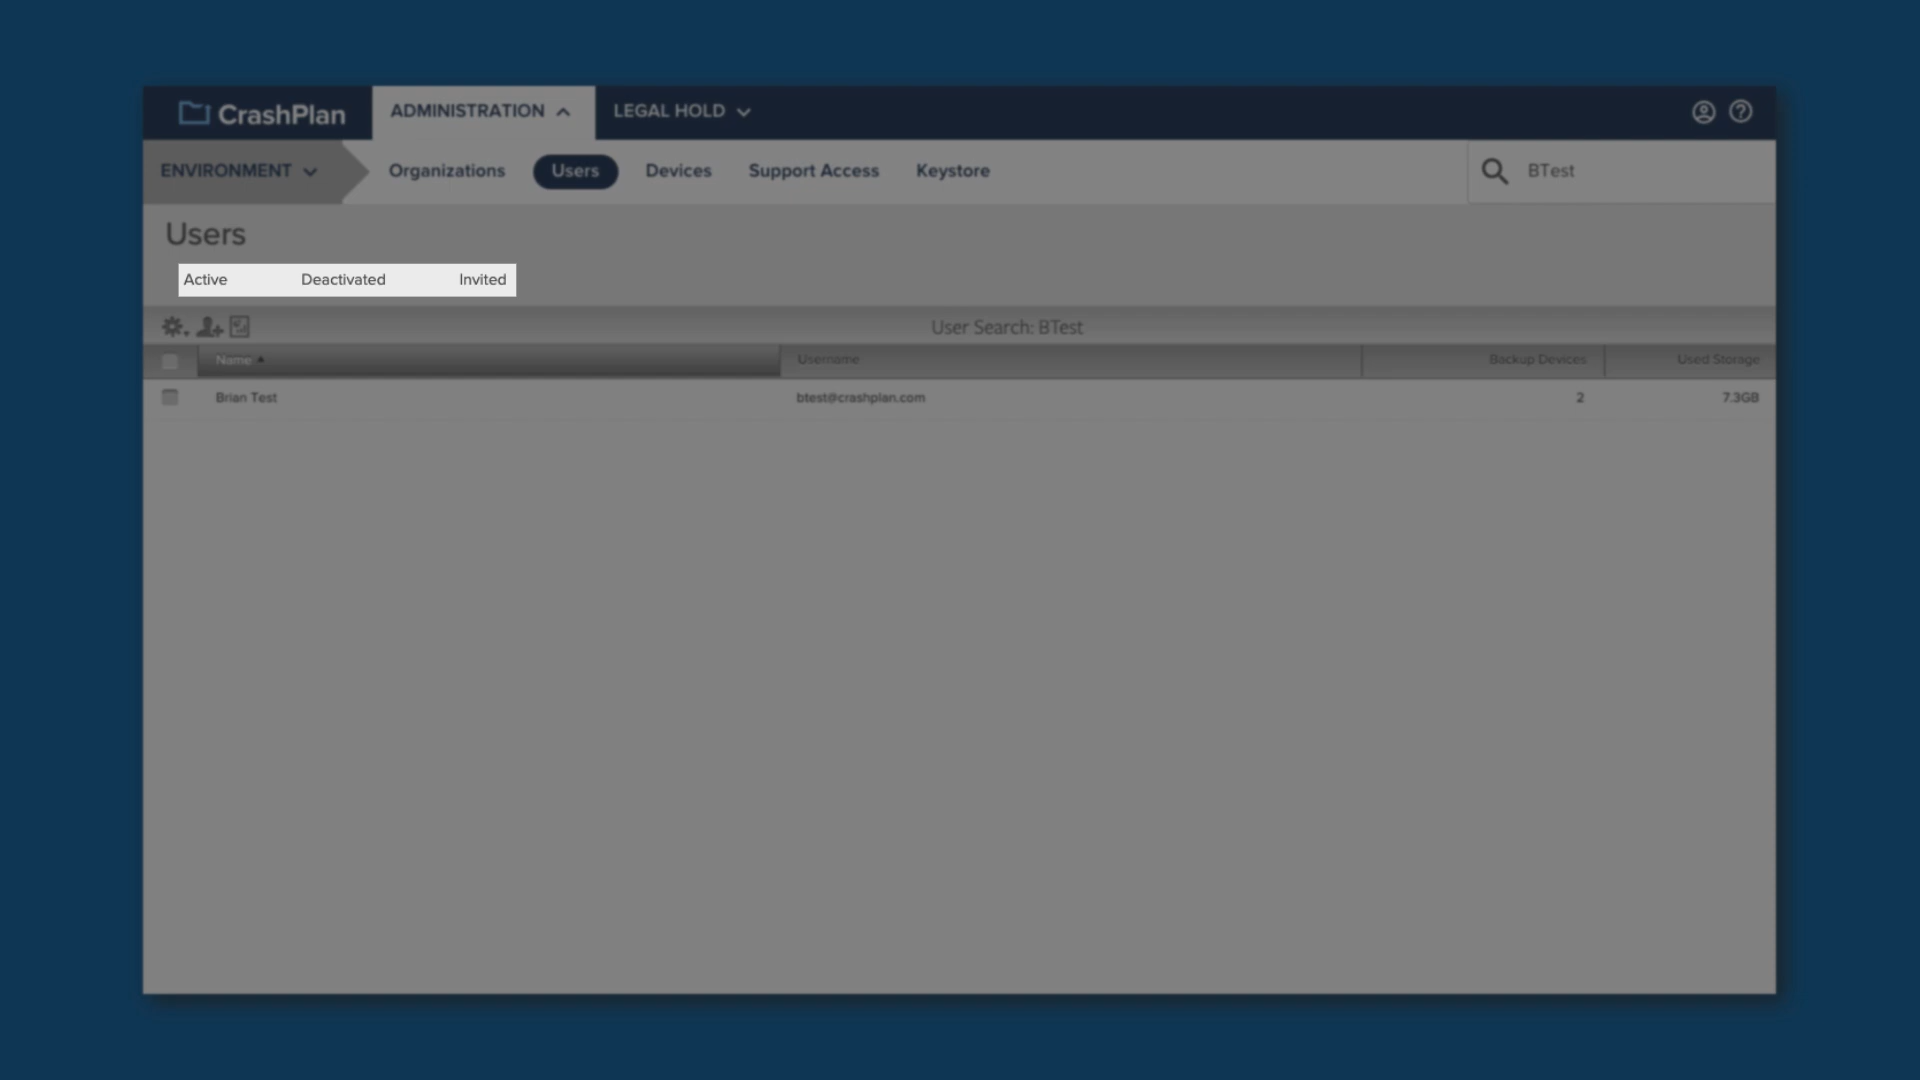 CrashPlan ADMINISTRATION LEGAL HOLD
ENVIRONMENT Organizations Users Devices Support Access Keystore BTest
Users
Active Deactivated Invited
User Search: BTest
Name Username Backup Devices Used Storage
Brian Test btest@crashplan.com 2 7.3GB